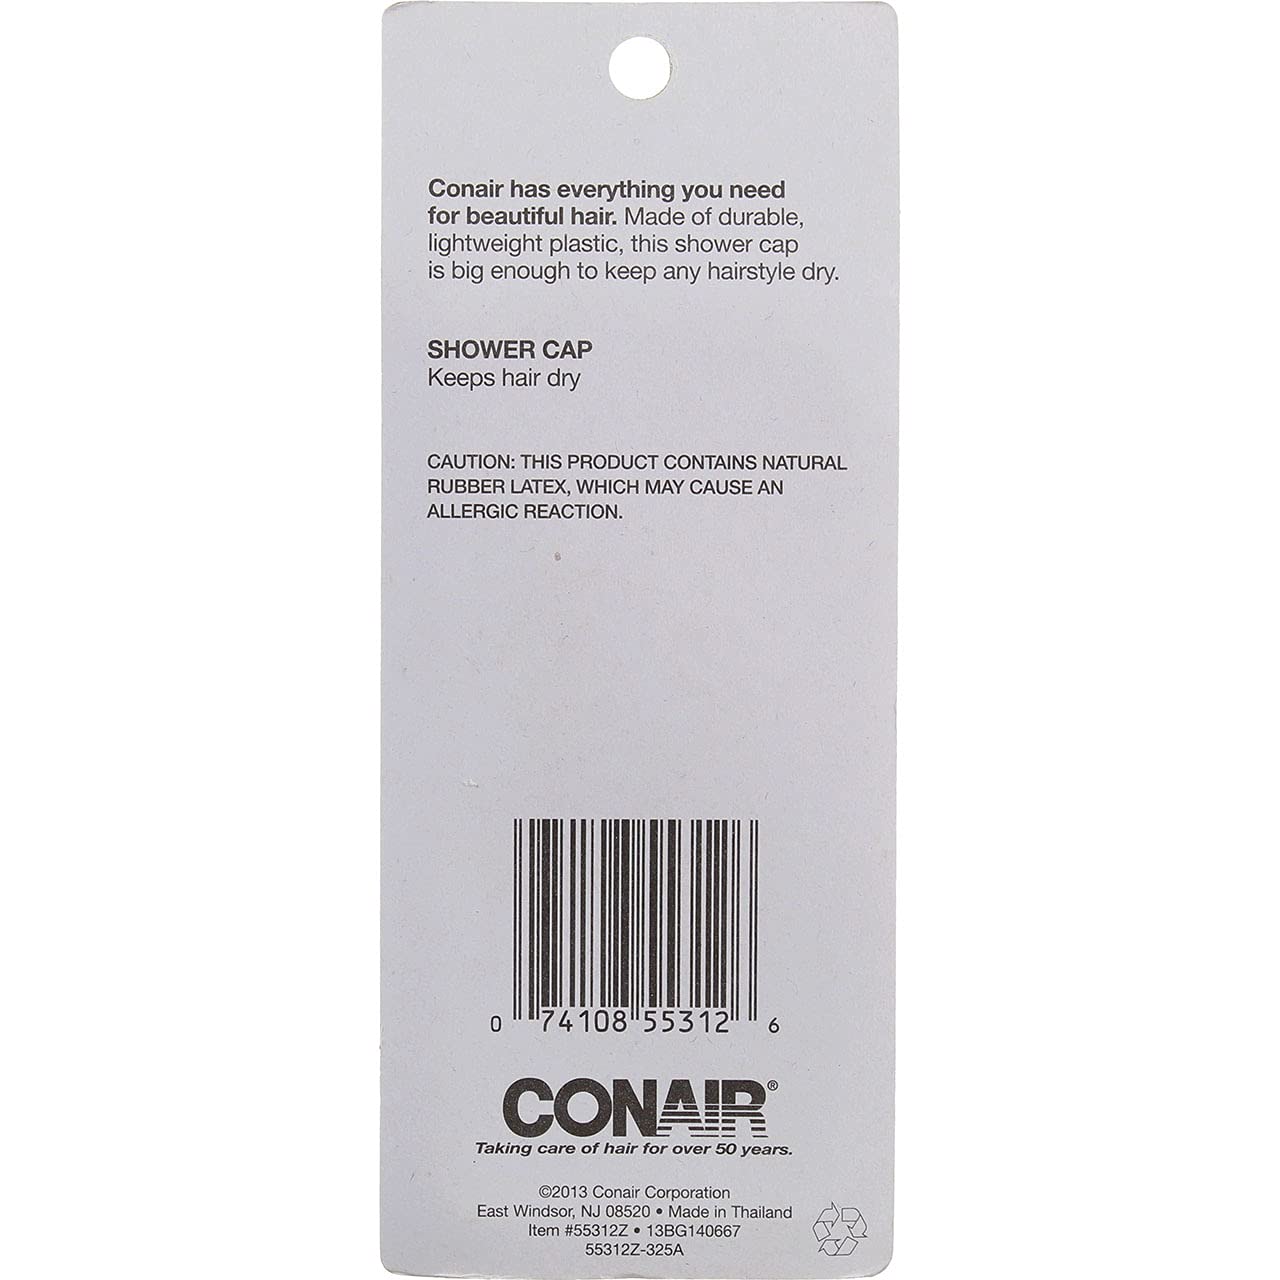 Conair has everything you need
for beautiful hair. Made of durable,
lightweight plastic, this shower cap
is big enough to keep any hairstyle dry.
SHOWER CAP
Keeps hair dry
CAUTION: THIS PRODUCT CONTAINS NATURAL
RUBBER LATEX, WHICH MAY CAUSE AN
ALLERGIC REACTION.
0 74108 55312 6
CONAIR®
Taking care of hair for over 50 years.
©2013 Conair Corporation
East Windsor, NJ 08520 • Made in Thailand
Item #55312Z • 13BG140667
55312Z-325A